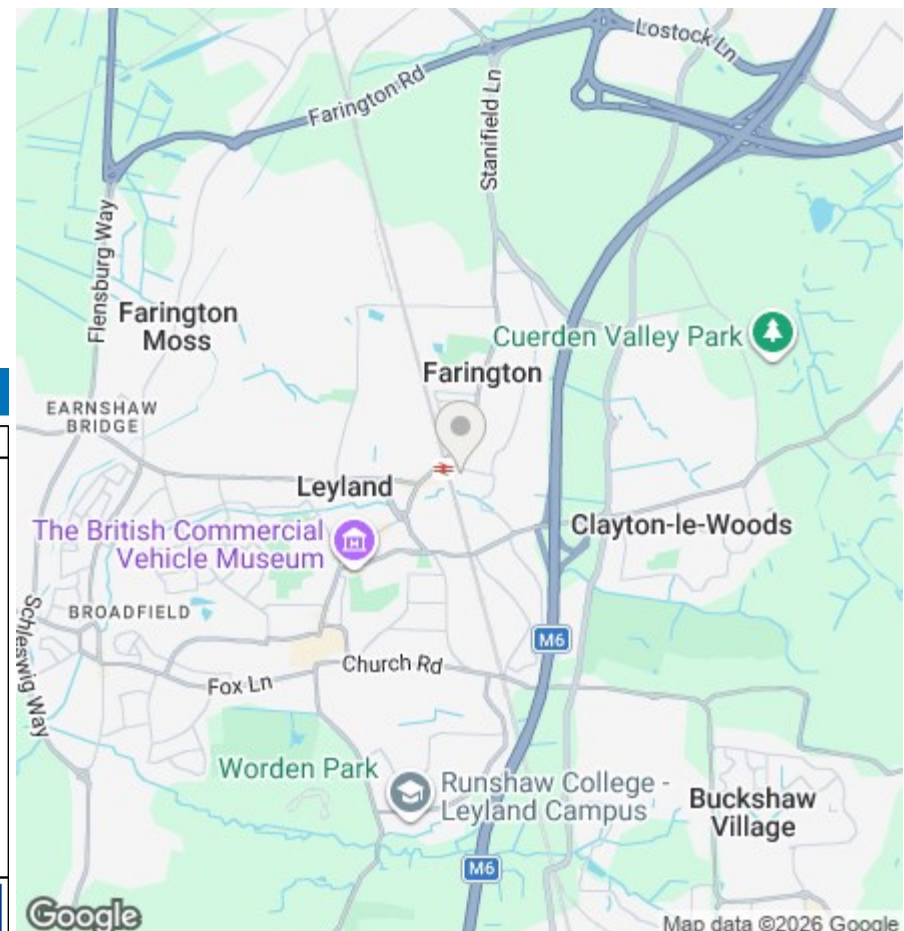 Lostock Ln
Farington Rd
Stanifield Ln
Flensburg Way
Farington
Moss
Cuerden Valley Park
Farington
EARNSHAW
BRIDGE
Leyland
The British Commercial
Vehicle Museum
Clayton-le-Woods
BROADFIELD
Schleswig Way
M6
Church Rd
Fox Ln
Worden Park
Runshaw College -
Leyland Campus
Buckshaw
Village
M6
Google
Map data ©2026 Google